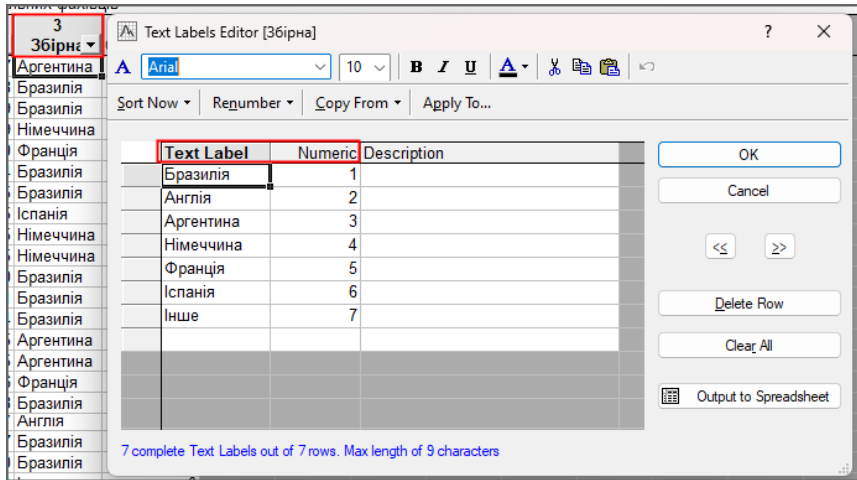 3
Збірна
Аргентина
Бразилія
Бразилія
Німеччина
Франція
Бразилія
Бразилія
Іспанія
Німеччина
Німеччина
Бразилія
Бразилія
Бразилія
Аргентина
Аргентина
Франція
Бразилія
Англія
Бразилія
Бразилія
Text Labels Editor [Збірна] ? ×
A Arial 10 B I U A
Sort Now Renumber Copy From Apply To...
Text Label Numeric Description
Бразилія 1
Англія 2
Аргентина 3
Німеччина 4
Франція 5
Іспанія 6
Інше 7
OK
Cancel
<< >>
Delete Row
Clear All
Output to Spreadsheet
7 complete Text Labels out of 7 rows. Max length of 9 characters